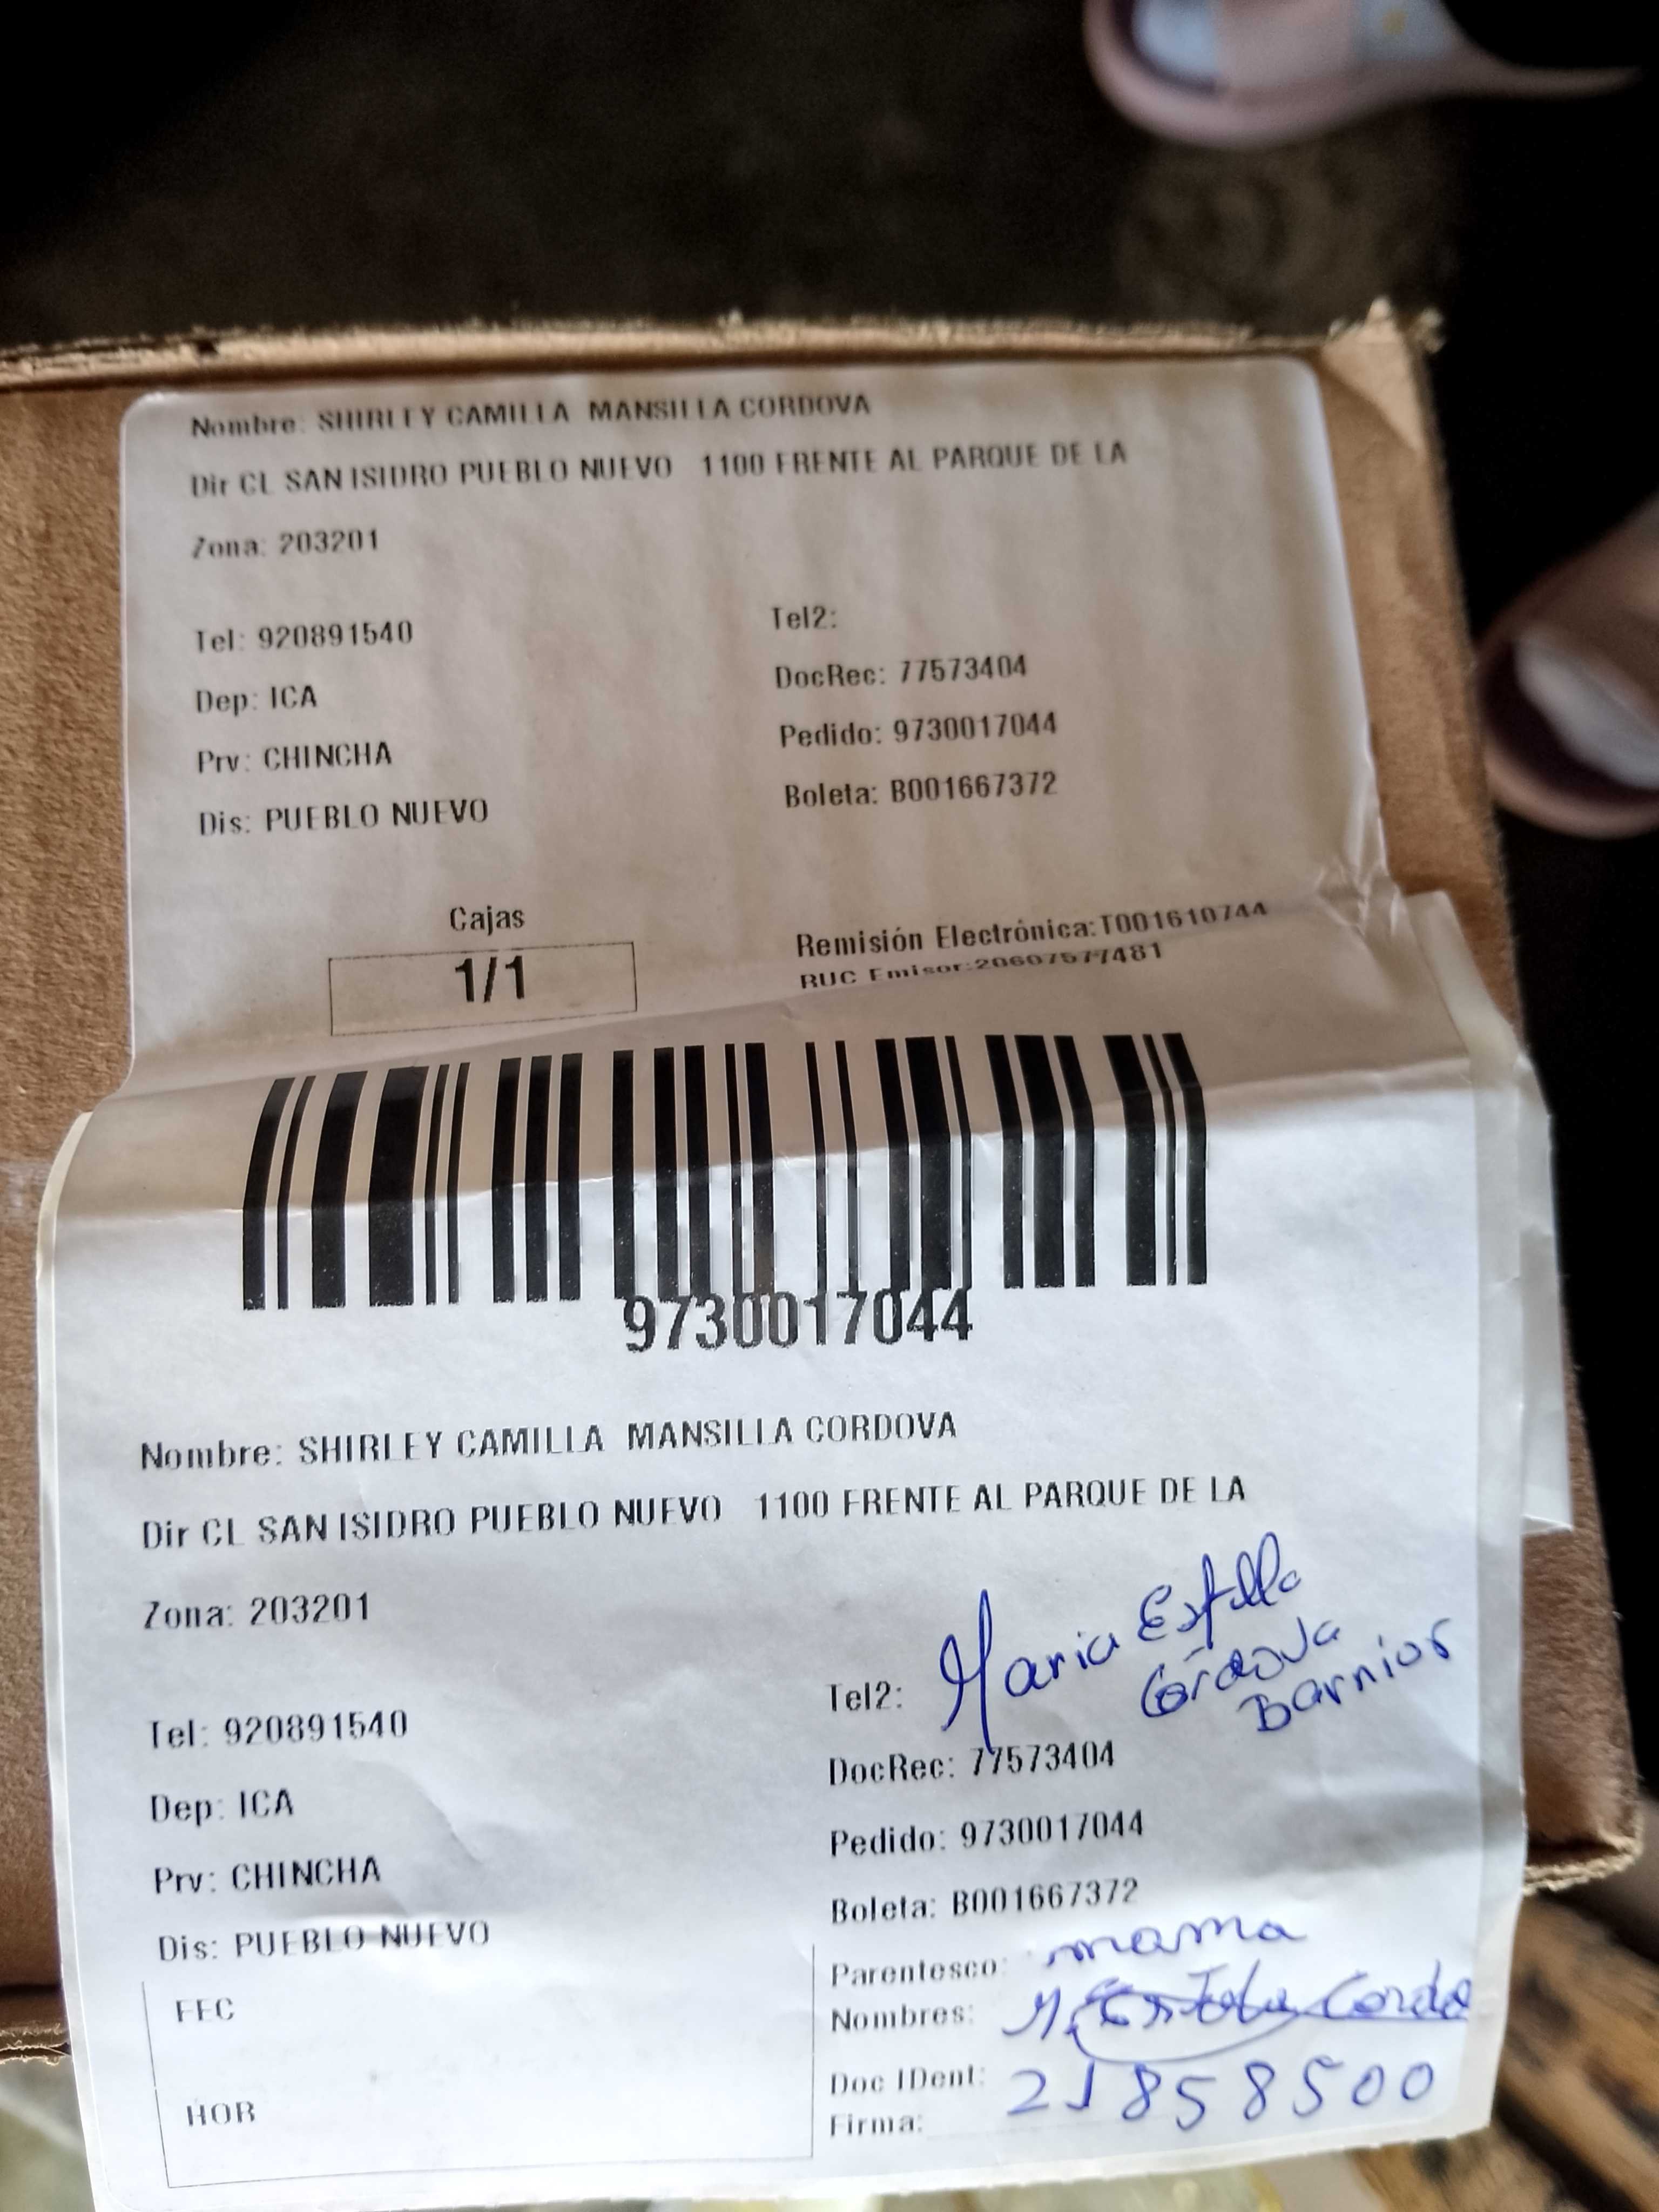 Nombre: SHIRLEY CAMILLA MANSILLA CORDOVA
Dir CL SAN ISIDRO PUEBLO NUEVO 1100 FRENTE AL PARQUE DE LA
Zona: 203201
Tel: 920891540
Tel2:
Dep: ICA
DocRec: 77573404
Prv: CHINCHA
Pedido: 9730017044
Dis: PUEBLO NUEVO
Boleta: B001667372
Cajas
1/1
Remisión Electrónica:T001610744
RUC Emisor:20607577481
9730017044
Nombre: SHIRLEY CAMILLA MANSILLA CORDOVA
Dir CL SAN ISIDRO PUEBLO NUEVO 1100 FRENTE AL PARQUE DE LA
Zona: 203201
Maria
Córdova
Tel: 920891540
Tel2:
Dep: ICA
DocRec: 77573404
Prv: CHINCHA
Pedido: 9730017044
Dis: PUEBLO NUEVO
Boleta: B001667372
FEC
HOR
Parentesco: mama
Nombres: M.
Doc IDent: 21858500
Firma: